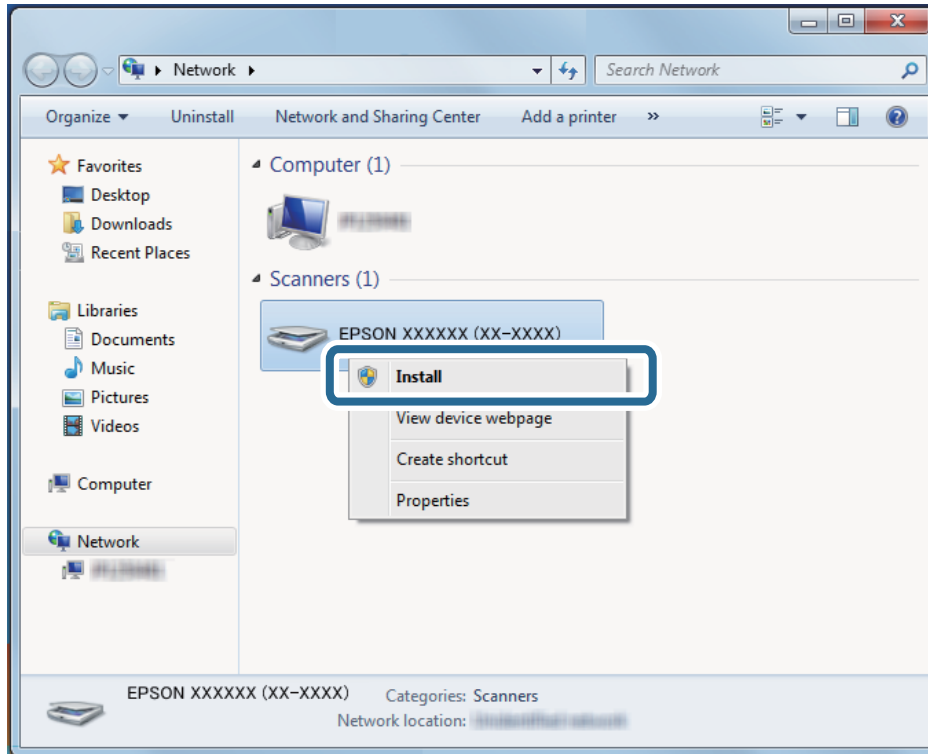 Network
Search Network
Organize Uninstall Network and Sharing Center Add a printer »
Favorites
Desktop
Downloads
Recent Places
Libraries
Documents
Music
Pictures
Videos
Computer
Network
Computer (1)
Scanners (1)
EPSON XXXXXX (XX-XXXX)
Install
View device webpage
Create shortcut
Properties
EPSON XXXXXX (XX-XXXX) Categories: Scanners
Network location: